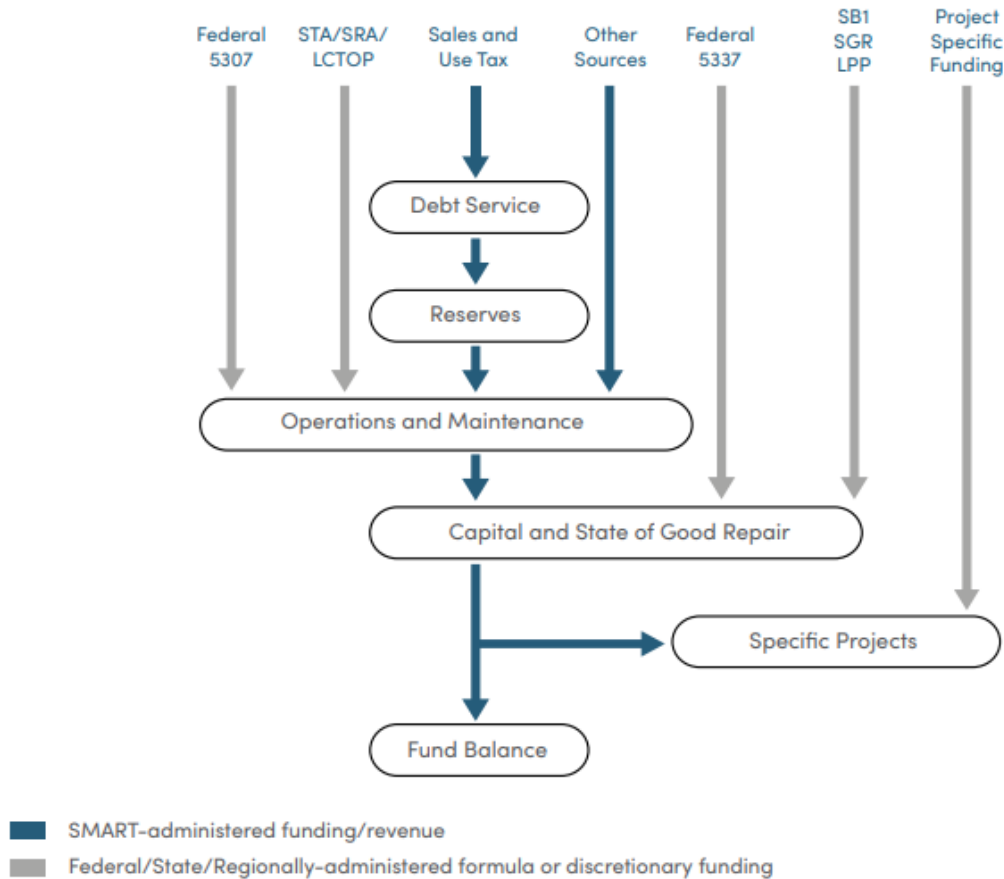 Federal
5307
STA/SRA/
LCTOP
Sales and
Use Tax
Other
Sources
Federal
5337
SB1
SGR
LPP
Project
Specific
Funding
Debt Service
Reserves
Operations and Maintenance
Capital and State of Good Repair
Specific Projects
Fund Balance
SMART-administered funding/revenue
Federal/State/Regionally-administered formula or discretionary funding